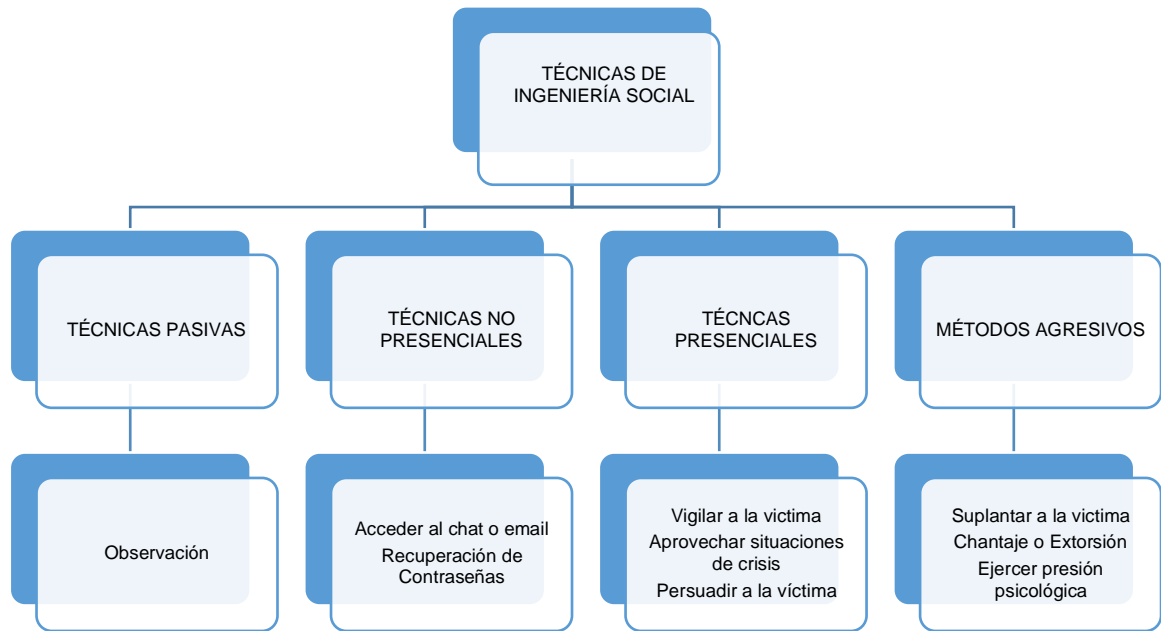 TÉCNICAS DE
INGENIERÍA SOCIAL
TÉCNICAS PASIVAS
TÉCNICAS NO
PRESENCIALES
TÉCNCAS
PRESENCIALES
MÉTODOS AGRESIVOS
Observación
Acceder al chat o email
Recuperación de
Contraseñas
Vigilar a la victima
Aprovechar situaciones
de crisis
Persuadir a la víctima
Suplantar a la victima
Chantaje o Extorsión
Ejercer presión
psicológica